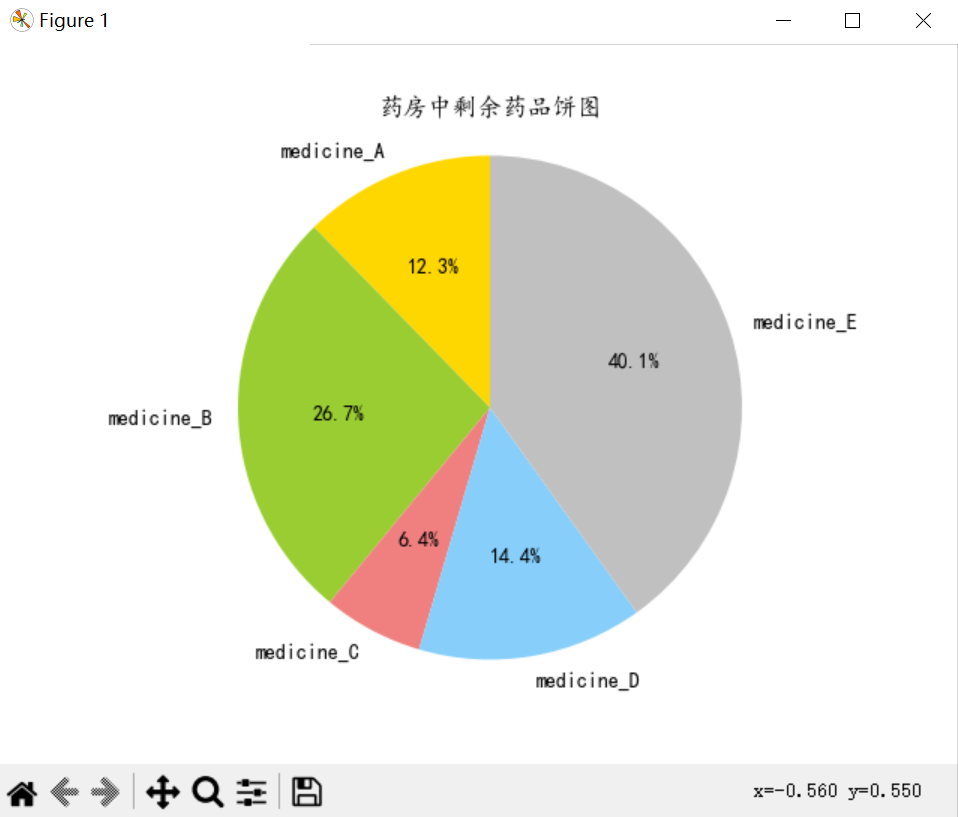 Figure 1
药房中剩余药品饼图
medicine_A
12.3%
medicine_E
40.1%
medicine_B
26.7%
6.4%
14.4%
medicine_C
medicine_D
x=-0.560 y=0.550